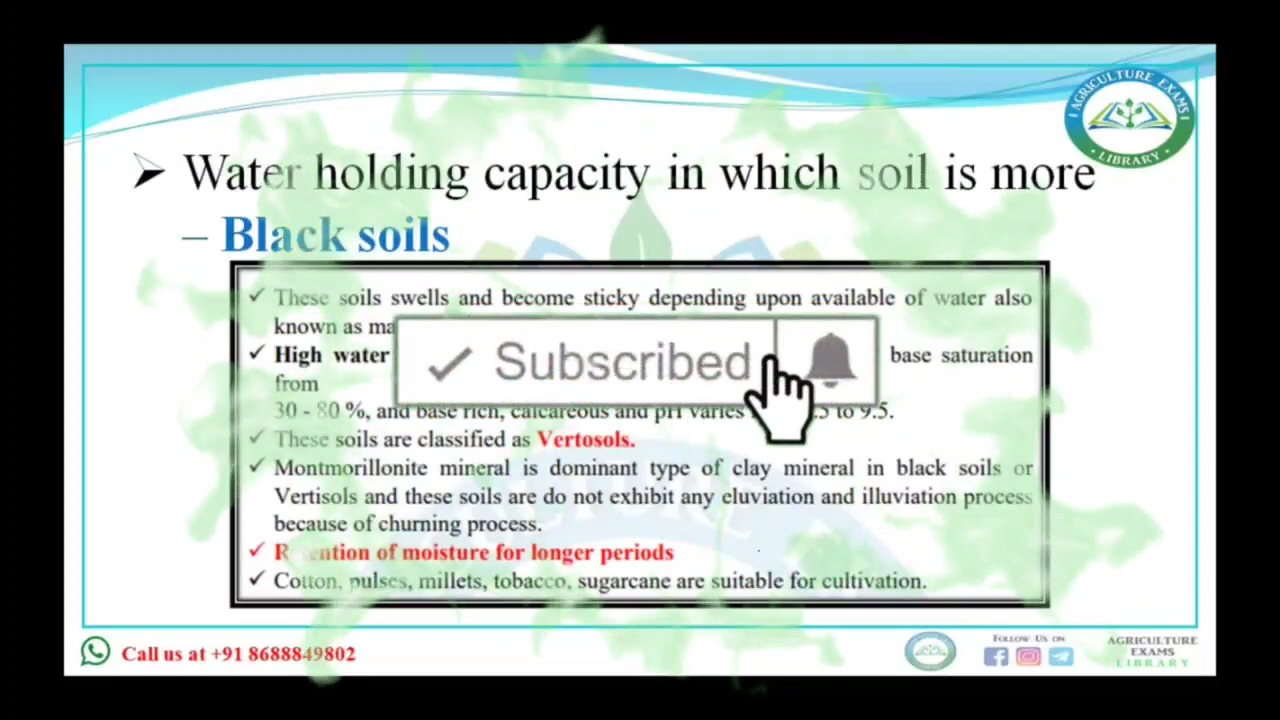 AGRICULTURE EXAMS
LIBRARY
Water holding capacity in which soil is more
– Black soils
✓ These soils swells and become sticky depending upon available of water also
known as ma
✓ High water base saturation
from
30 - 80 %, and base rich, calcareous and pH varies 5 to 9.5.
Subscribed
✓ These soils are classified as Vertosols.
✓ Montmorillonite mineral is dominant type of clay mineral in black soils or
Vertisols and these soils are do not exhibit any eluviation and illuviation process
because of churning process.
✓ Retention of moisture for longer periods
✓ Cotton, pulses, millets, tobacco, sugarcane are suitable for cultivation.
Call us at +91 8688849802
FOLLOW US ON
AGRICULTURE
EXAMS
LIBRARY